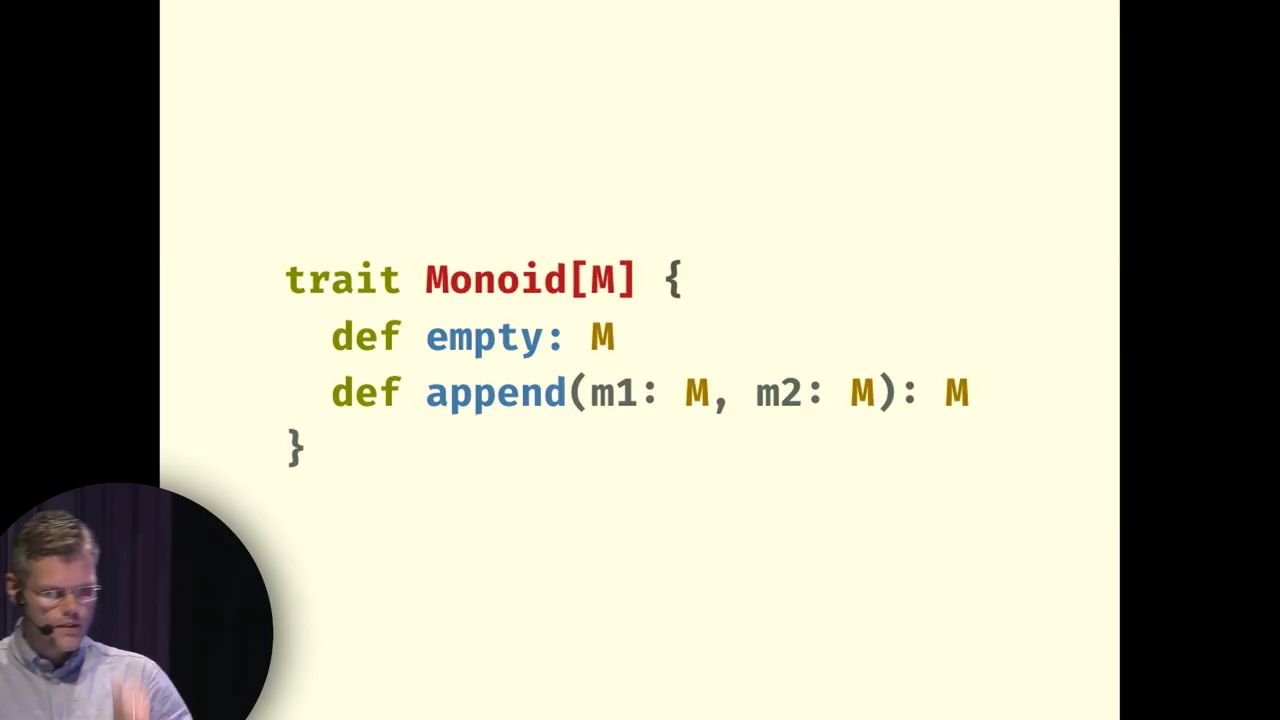 trait Monoid[M] {
  def empty: M
  def append(m1: M, m2: M): M
}